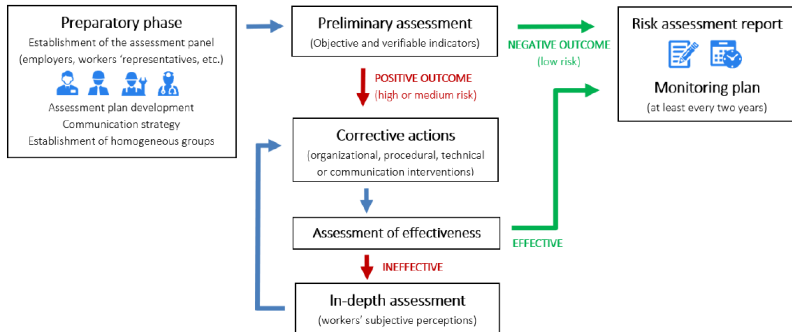 Preparatory phase
Establishment of the assessment panel
(employers, workers ‘representatives, etc.)
Assessment plan development
Communication strategy
Establishment of homogeneous groups
Preliminary assessment
(Objective and verifiable indicators)
NEGATIVE OUTCOME
(low risk)
Risk assessment report
Monitoring plan
(at least every two years)
POSITIVE OUTCOME
(high or medium risk)
Corrective actions
(organizational, procedural, technical
or communication interventions)
Assessment of effectiveness
EFFECTIVE
INEFFECTIVE
In-depth assessment
(workers’ subjective perceptions)